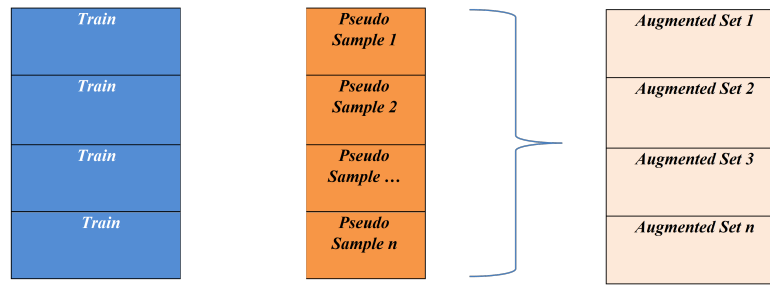 Train
Train
Train
Train
Pseudo
Sample 1
Pseudo
Sample 2
Pseudo
Sample …
Pseudo
Sample n
Augmented Set 1
Augmented Set 2
Augmented Set 3
Augmented Set n